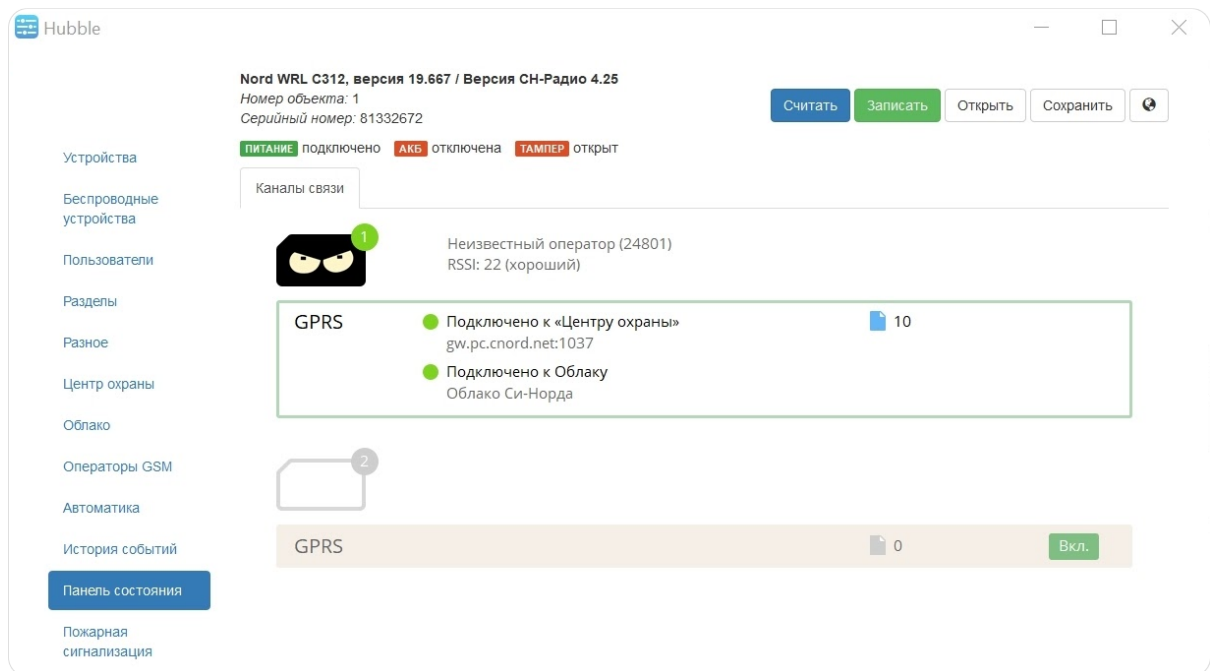 Hubble
Nord WRL C312, версия 19.667 / Версия СН-Радио 4.25
Номер объекта: 1
Серийный номер: 81332672
Считать Записать Открыть Сохранить
ПИТАНИЕ подключено АКБ отключена ТАМПЕР открыт
Устройства
Беспроводные
устройства
Пользователи
Разделы
Разное
Центр охраны
Облако
Операторы GSM
Автоматика
История событий
Панель состояния
Пожарная
сигнализация
Каналы связи
1
Неизвестный оператор (24801)
RSSI: 22 (хороший)
GPRS
Подключено к «Центру охраны»
gw.pc.cnord.net:1037
10
Подключено к Облаку
Облако Си-Норда
2
GPRS 0 Вкл.